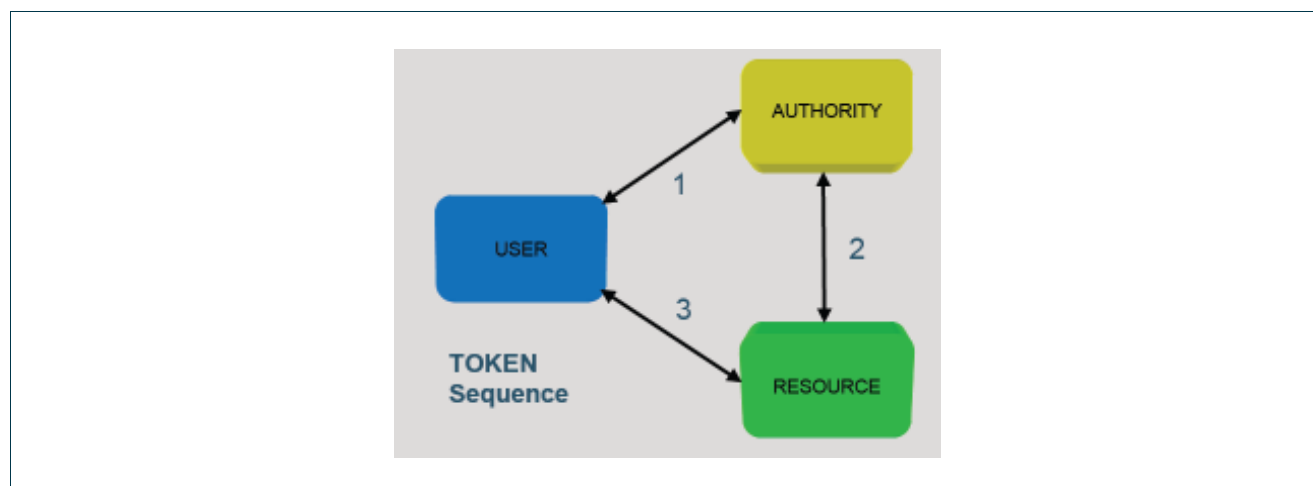 AUTHORITY
1
USER
2
3
TOKEN
Sequence
RESOURCE